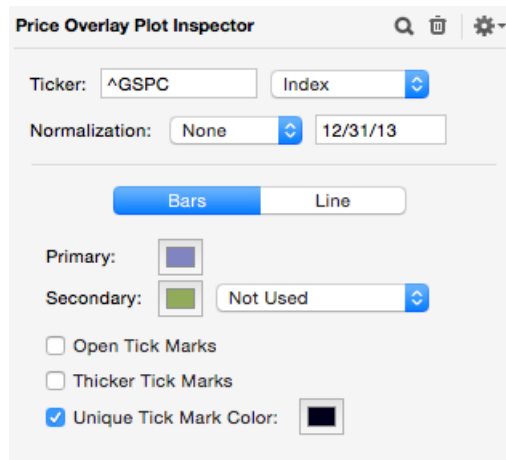 Price Overlay Plot Inspector
Ticker: ^GSPC Index
Normalization: None 12/31/13
Bars Line
Primary:
Secondary: Not Used
Open Tick Marks
Thicker Tick Marks
Unique Tick Mark Color: